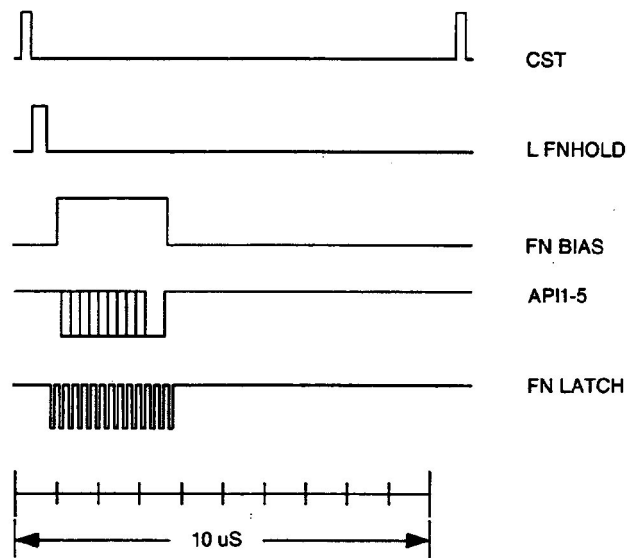 CST
L FNHOLD
FN BIAS
API1-5
FN LATCH
10 uS